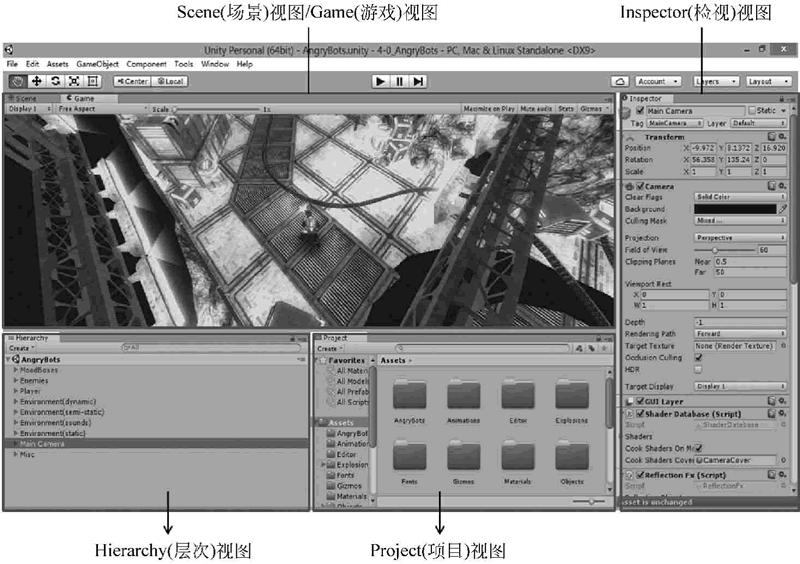 Scene(场景)视图/Game(游戏)视图
Inspector(检视)视图
Unity Personal (64bit) - AngryBots.unity - 4-0_AngryBots - PC, Mac & Linux Standalone <DX9>
File Edit Assets GameObject Component Tools Window Help
Center Local Account Layers Layout
Scene Game
Display 1 Free Aspect Scale 1x Maximize on Play Mute audio Stats Gizmos
Inspector
Main Camera Static
Tag MainCamera Layer Default
Transform
Position X -9.972 Y 8.1372 Z 16.920
Rotation X 56.358 Y 135.24 Z 0
Scale X 1 Y 1 Z 1
Camera
Clear Flags Solid Color
Background
Culling Mask Mixed ...
Projection Perspective
Field of View 60
Clipping Planes Near 0.5
Far 50
Viewport Rect
X 0 Y 0
W 1 H 1
Depth -1
Rendering Path Forward
Target Texture None (Render Texture)
Occlusion Culling
HDR
Target Display Display 1
GUI Layer
Shader Database (Script)
Script ShaderDatabase
Shaders
Cook Shaders On M
Cook Shaders Cover CameraCover
Reflection Fx (Script)
Script ReflectionFx
Asset is unchanged
Hierarchy
Create All
AngryBots
MoodBoxes
Enemies
Player
Environment(dynamic)
Environment(semi-static)
Environment(sounds)
Environment(static)
Main Camera
Misc
Project
Create
Favorites
All Mater
All Models
All Prefab
All Scripts
Assets
AngryBot
Animation
Editor
Explosion
Fonts
Gizmos
Materials
Objects
Assets
AngryBots Animations Editor Explosions
Fonts Gizmos Materials Objects
Hierarchy(层次)视图
Project(项目)视图